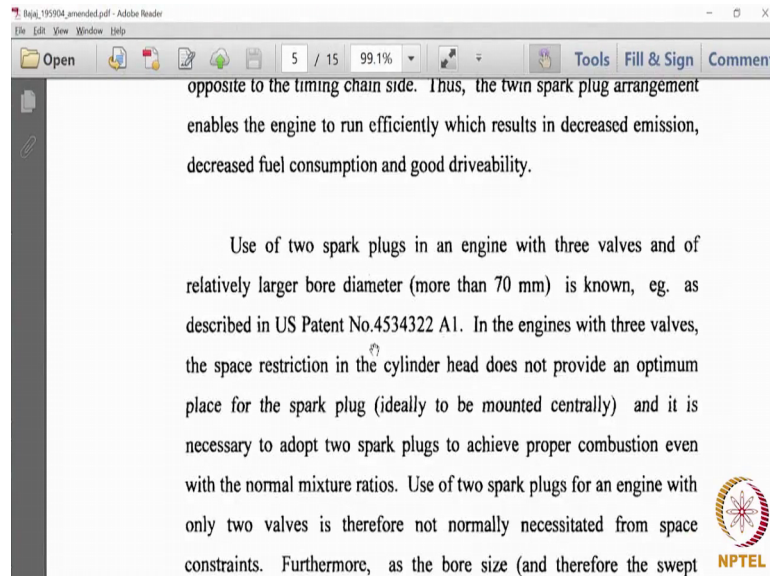 Bajaj_195904_amended.pdf - Adobe Reader
File Edit View Window Help
Open 5 / 15 99.1% Tools Fill & Sign Commen
opposite to the timing chain side. Thus, the twin spark plug arrangement
enables the engine to run efficiently which results in decreased emission,
decreased fuel consumption and good driveability.
Use of two spark plugs in an engine with three valves and of
relatively larger bore diameter (more than 70 mm) is known, eg. as
described in US Patent No.4534322 A1. In the engines with three valves,
the space restriction in the cylinder head does not provide an optimum
place for the spark plug (ideally to be mounted centrally) and it is
necessary to adopt two spark plugs to achieve proper combustion even
with the normal mixture ratios. Use of two spark plugs for an engine with
only two valves is therefore not normally necessitated from space
constraints. Furthermore, as the bore size (and therefore the swept
NPTEL